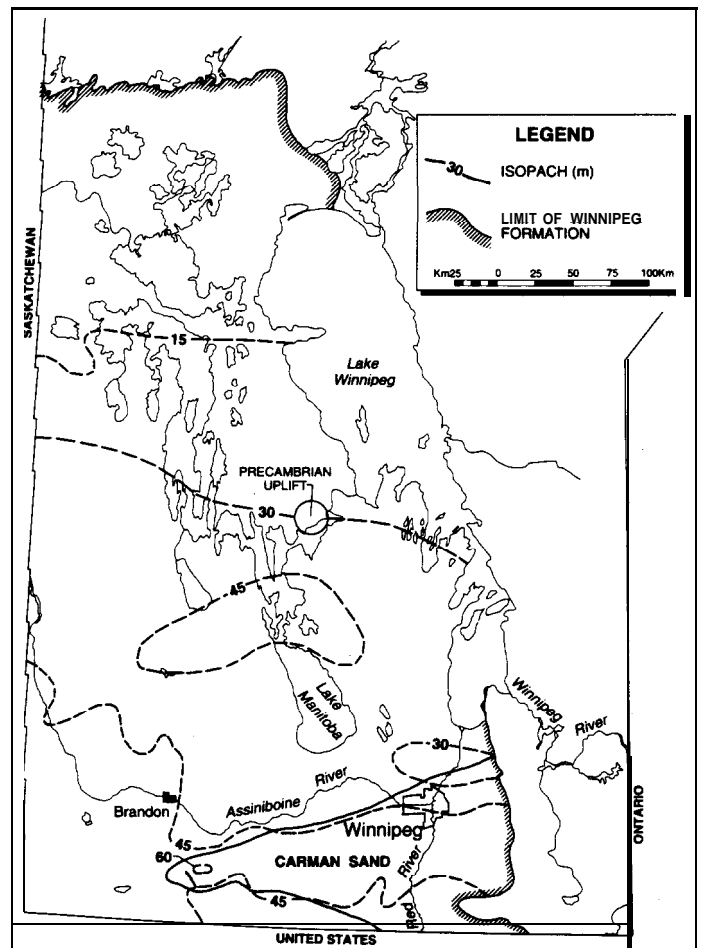 LEGEND
30 ISOPACH (m)
LIMIT OF WINNIPEG
FORMATION
Km25 0 25 50 75 100Km
SASKATCHEWAN
15
Lake
Winnipeg
PRECAMBRIAN
UPLIFT
30
45
Lake
Manitoba
Winnipeg
River
30
River
Brandon
Assiniboine
Winnipeg
ONTARIO
45
60
CARMAN SAND
River
45
Red
UNITED STATES